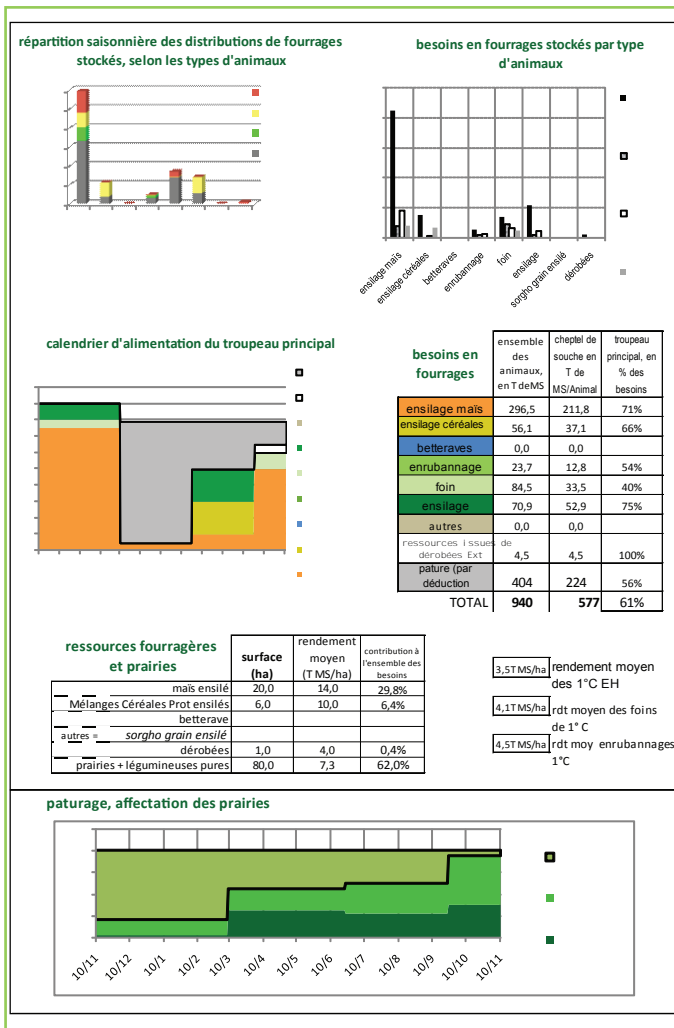 répartition saisonnière des distributions de fourrages
stockés, selon les types d'animaux
besoins en fourrages stockés par type
d'animaux
ensilage maïs
ensilage céréales
betteraves
enrubannage
foin
ensilage
sorgho grain ensilé
dérobées
calendrier d'alimentation du troupeau principal
besoins en
fourrages
ensemble
des
animaux,
en T deMS
cheptel de
souche en
T de
MS/Animal
troupeau
principal, en
% des
besoins
ensilage maïs 296,5 211,8 71%
ensilage céréales 56,1 37,1 66%
betteraves 0,0 0,0
enrubannage 23,7 12,8 54%
foin 84,5 33,5 40%
ensilage 70,9 52,9 75%
autres 0,0 0,0
ressources issues de
dérobées Ext 4,5 4,5 100%
pature (par
déduction 404 224 56%
TOTAL 940 577 61%
ressources fourragères
et prairies
surface
(ha)
rendement
moyen
(T MS/ha)
contribution à
l'ensemble des
besoins
maïs ensilé 20,0 14,0 29,8%
Mélanges Céréales Prot ensilés 6,0 10,0 6,4%
betterave
autres = sorgho grain ensilé
dérobées 1,0 4,0 0,4%
prairies + légumineuses pures 80,0 7,3 62,0%
3,5T MS/ha rendement moyen
des 1°C EH
4,1T MS/ha rdt moyen des foins
de 1° C
4,5T MS/ha rdt moy enrubannages
1°C
paturage, affectation des prairies
10/11
10/12
10/1
10/2
10/3
10/4
10/5
10/6
10/7
10/8
10/9
10/10
10/11